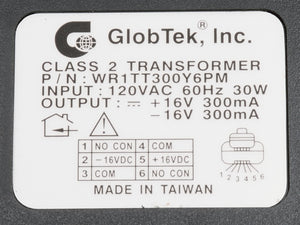 GlobTek, Inc.®
CLASS 2 TRANSFORMER
P/N: WR1TT300Y6PM
INPUT: 120VAC 60Hz 30W
OUTPUT: ⎓ +16V 300mA
-16V 300mA
1 NO CON 4 COM
2 -16VDC 5 +16VDC
3 COM 6 NO CON
1 2 3 4 5 6
MADE IN TAIWAN